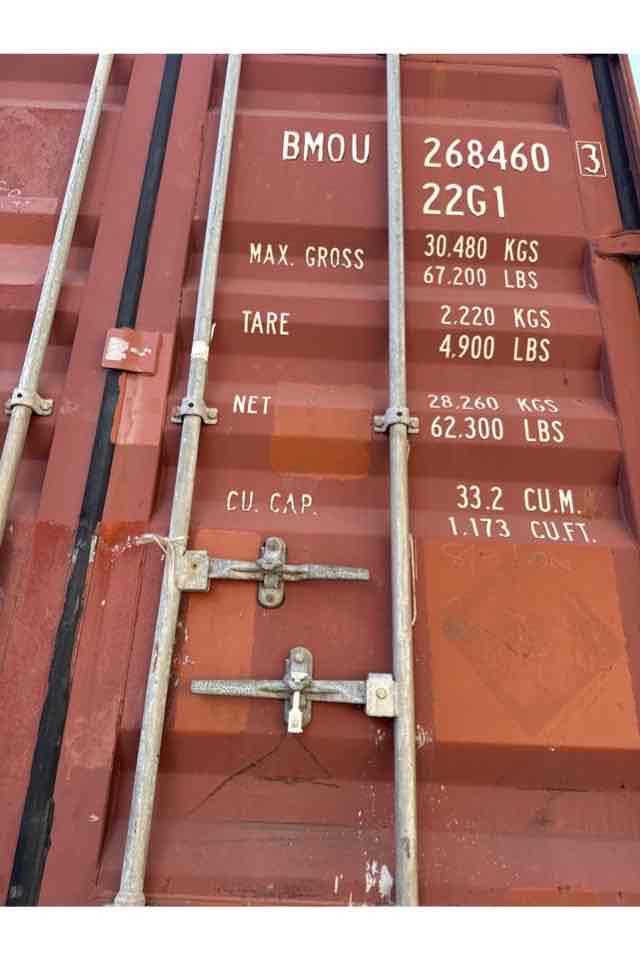 BMOU 268460 3
22G1
MAX. GROSS 30.480 KGS
67.200 LBS
TARE 2.220 KGS
4.900 LBS
NET 28.260 KGS
62.300 LBS
CU. CAP. 33.2 CU.M.
1.173 CU.FT.